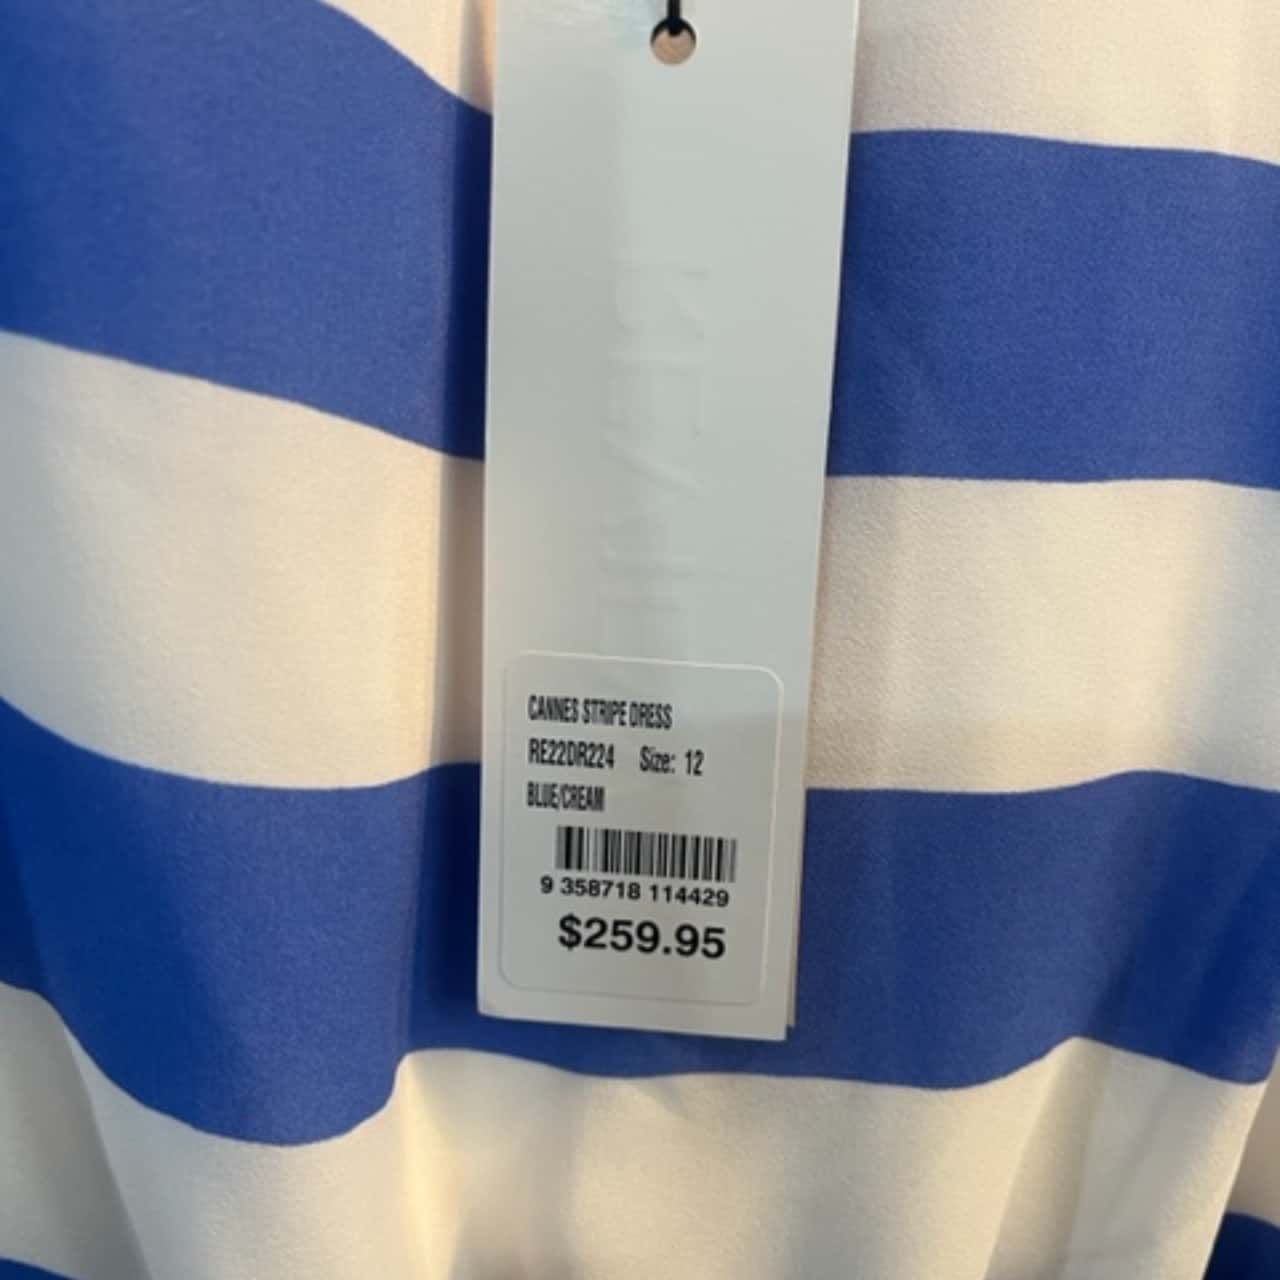 CANNES STRIPE DRESS
RE22DR224 Size: 12
BLUE/CREAM
9 358718 114429
$259.95